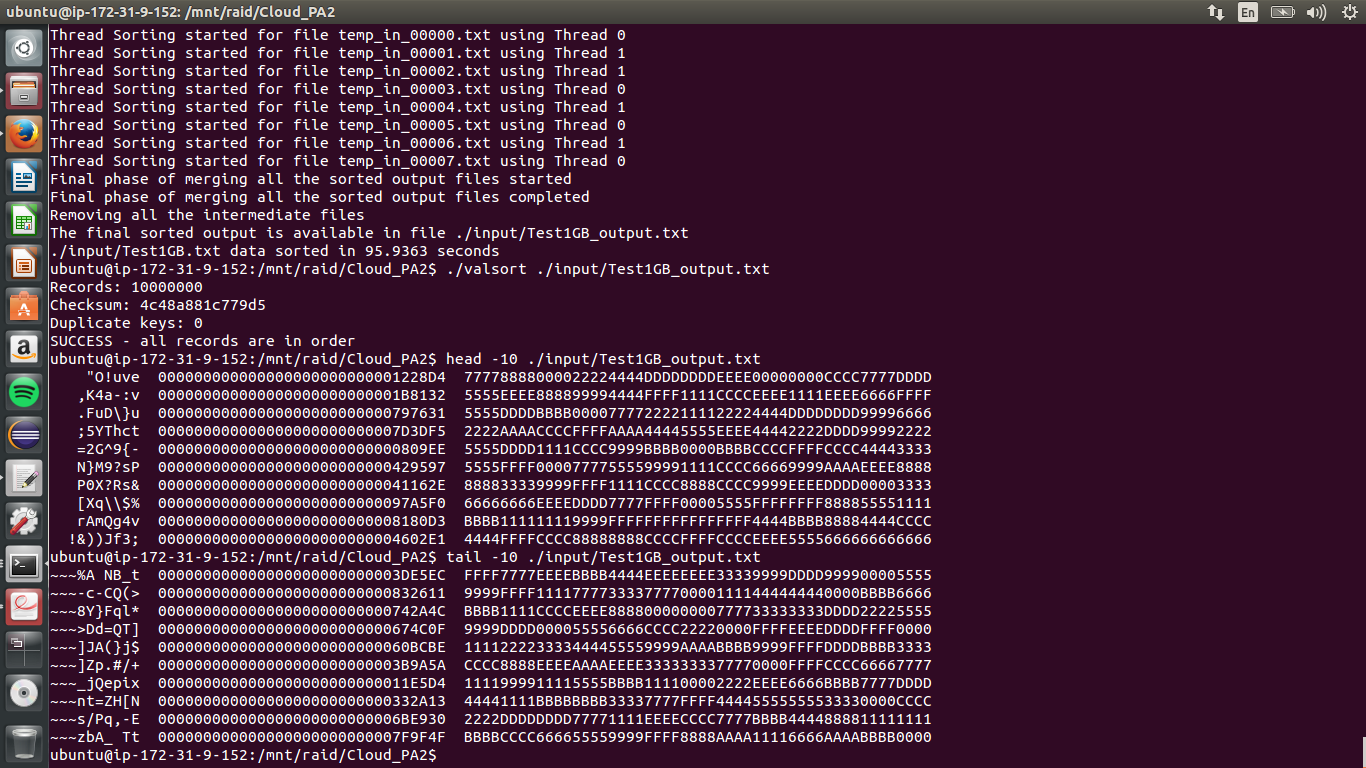 ubuntu@ip-172-31-9-152: /mnt/raid/Cloud_PA2
En
Thread Sorting started for file temp_in_00000.txt using Thread 0
Thread Sorting started for file temp_in_00001.txt using Thread 1
Thread Sorting started for file temp_in_00002.txt using Thread 1
Thread Sorting started for file temp_in_00003.txt using Thread 0
Thread Sorting started for file temp_in_00004.txt using Thread 1
Thread Sorting started for file temp_in_00005.txt using Thread 0
Thread Sorting started for file temp_in_00006.txt using Thread 1
Thread Sorting started for file temp_in_00007.txt using Thread 0
Final phase of merging all the sorted output files started
Final phase of merging all the sorted output files completed
Removing all the intermediate files
The final sorted output is available in file ./input/Test1GB_output.txt
./input/Test1GB.txt data sorted in 95.9363 seconds
ubuntu@ip-172-31-9-152:/mnt/raid/Cloud_PA2$ ./valsort ./input/Test1GB_output.txt
Records: 10000000
Checksum: 4c48a881c779d5
Duplicate keys: 0
SUCCESS - all records are in order
ubuntu@ip-172-31-9-152:/mnt/raid/Cloud_PA2$ head -10 ./input/Test1GB_output.txt
    "O!uve  000000000000000000000000001228D4  77778888000022224444DDDDDDDDEEEE00000000CCCC7777DDDD
   ,K4a-:v  000000000000000000000000001B8132  5555EEEE888899994444FFFF1111CCCCEEEE1111EEEE6666FFFF
   .FuD\}u  00000000000000000000000000797631  5555DDDDBBBB0000777722221111222244444DDDDDDDD99996666
   ;5YThct  000000000000000000000000007D3DF5  2222AAAACCCCFFFFAAAA44445555EEEE44442222DDDD99992222
   =2G^9{-  00000000000000000000000000809EE  5555DDDD1111CCCC9999BBBB0000BBBBCCCCFFFFCCCC44443333
   N}M9?sP  00000000000000000000000000429597  5555FFFF00007777555599991111CCCC66669999AAAAEEEE8888
   P0X?Rs&  0000000000000000000000000041162E  888833339999FFFF1111CCCC8888CCCC9999EEEEDDDD00003333
   [Xq\\$%  0000000000000000000000000097A5F0  66666666EEEEDDDD7777FFFF00005555FFFFFFFF888855551111
   rAmQg4v  000000000000000000000000008180D3  BBBB111111119999FFFFFFFFFFFFFFFF4444BBBB88884444CCCC
  !&))Jf3;  000000000000000000000000004602E1  4444FFFFCCCC88888888CCCCFFFFCCCCEEEE5555666666666666
ubuntu@ip-172-31-9-152:/mnt/raid/Cloud_PA2$ tail -10 ./input/Test1GB_output.txt
~~~%A NB_t  000000000000000000000000003DE5EC  FFFF7777EEEEBBBB4444EEEEEEEE33339999DDDD999900005555
~~~-c-CQ(>  00000000000000000000000000832611  9999FFFF111177773333777700001111444444440000BBBB6666
~~~8Y}Fql*  00000000000000000000000000742A4C  BBBB1111CCCCEEEE888800000000777733333333DDDD22225555
~~~>Dd=QT]  00000000000000000000000000674C0F  9999DDDD000055556666CCCC22220000FFFFEEEEDDDDFFFF0000
~~~]JA(}j$  0000000000000000000000000060BCBE  111122223333444455559999AAAABBBB9999FFFFDDDDBBBB3333
~~~]Zp.#/+  000000000000000000000000003B9A5A  CCCC8888EEEEAAAAEEEE3333333377770000FFFFCCCC66667777
~~~_jQepix  0000000000000000000000000011E5D4  1111999911115555BBBB111100002222EEEE6666BBBB7777DDDD
~~~nt=ZH[N  00000000000000000000000000332A13  44441111BBBBBBBB33337777FFFF44445555555533330000CCCC
~~~s/Pq,-E  000000000000000000000000006BE930  2222DDDDDDDD77771111EEEECCCC7777BBBB4444888811111111
~~~zbA_ Tt  000000000000000000000000007F9F4F  BBBBCCCC666655559999FFFF8888AAAA11116666AAAABBBB0000
ubuntu@ip-172-31-9-152:/mnt/raid/Cloud_PA2$